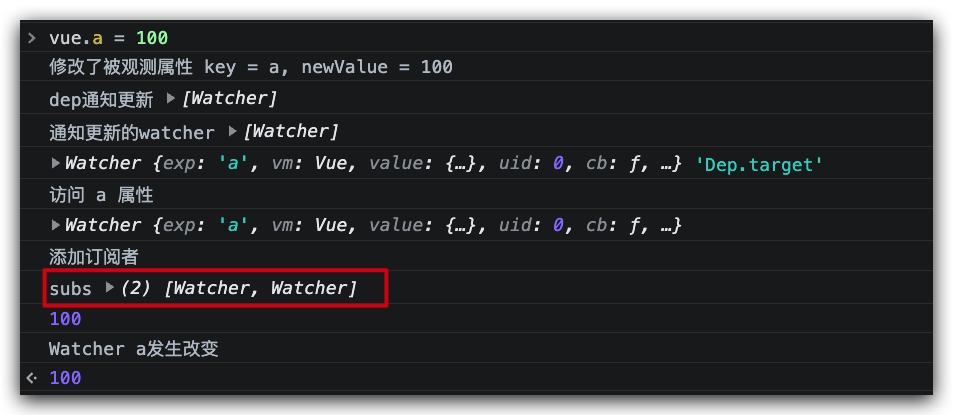 > vue.a = 100
修改了被观测属性 key = a, newValue = 100
dep通知更新 ▶[Watcher]
通知更新的watcher ▶[Watcher]
▶Watcher {exp: 'a', vm: Vue, value: {…}, uid: 0, cb: ƒ, …} 'Dep.target'
访问 a 属性
▶Watcher {exp: 'a', vm: Vue, value: {…}, uid: 0, cb: ƒ, …}
添加订阅者
subs ▶(2) [Watcher, Watcher]
100
Watcher a发生改变
100